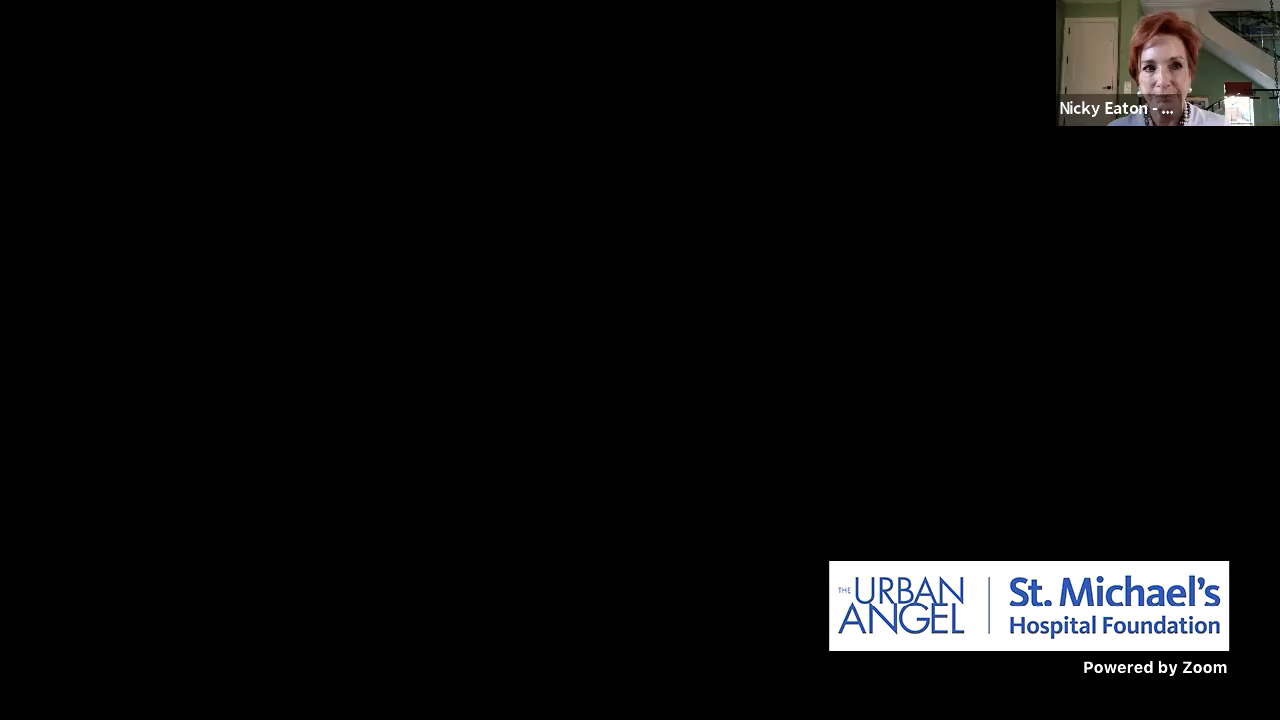 Nicky Eaton - ...
THE URBAN
ANGEL
St. Michael's
Hospital Foundation
Powered by Zoom